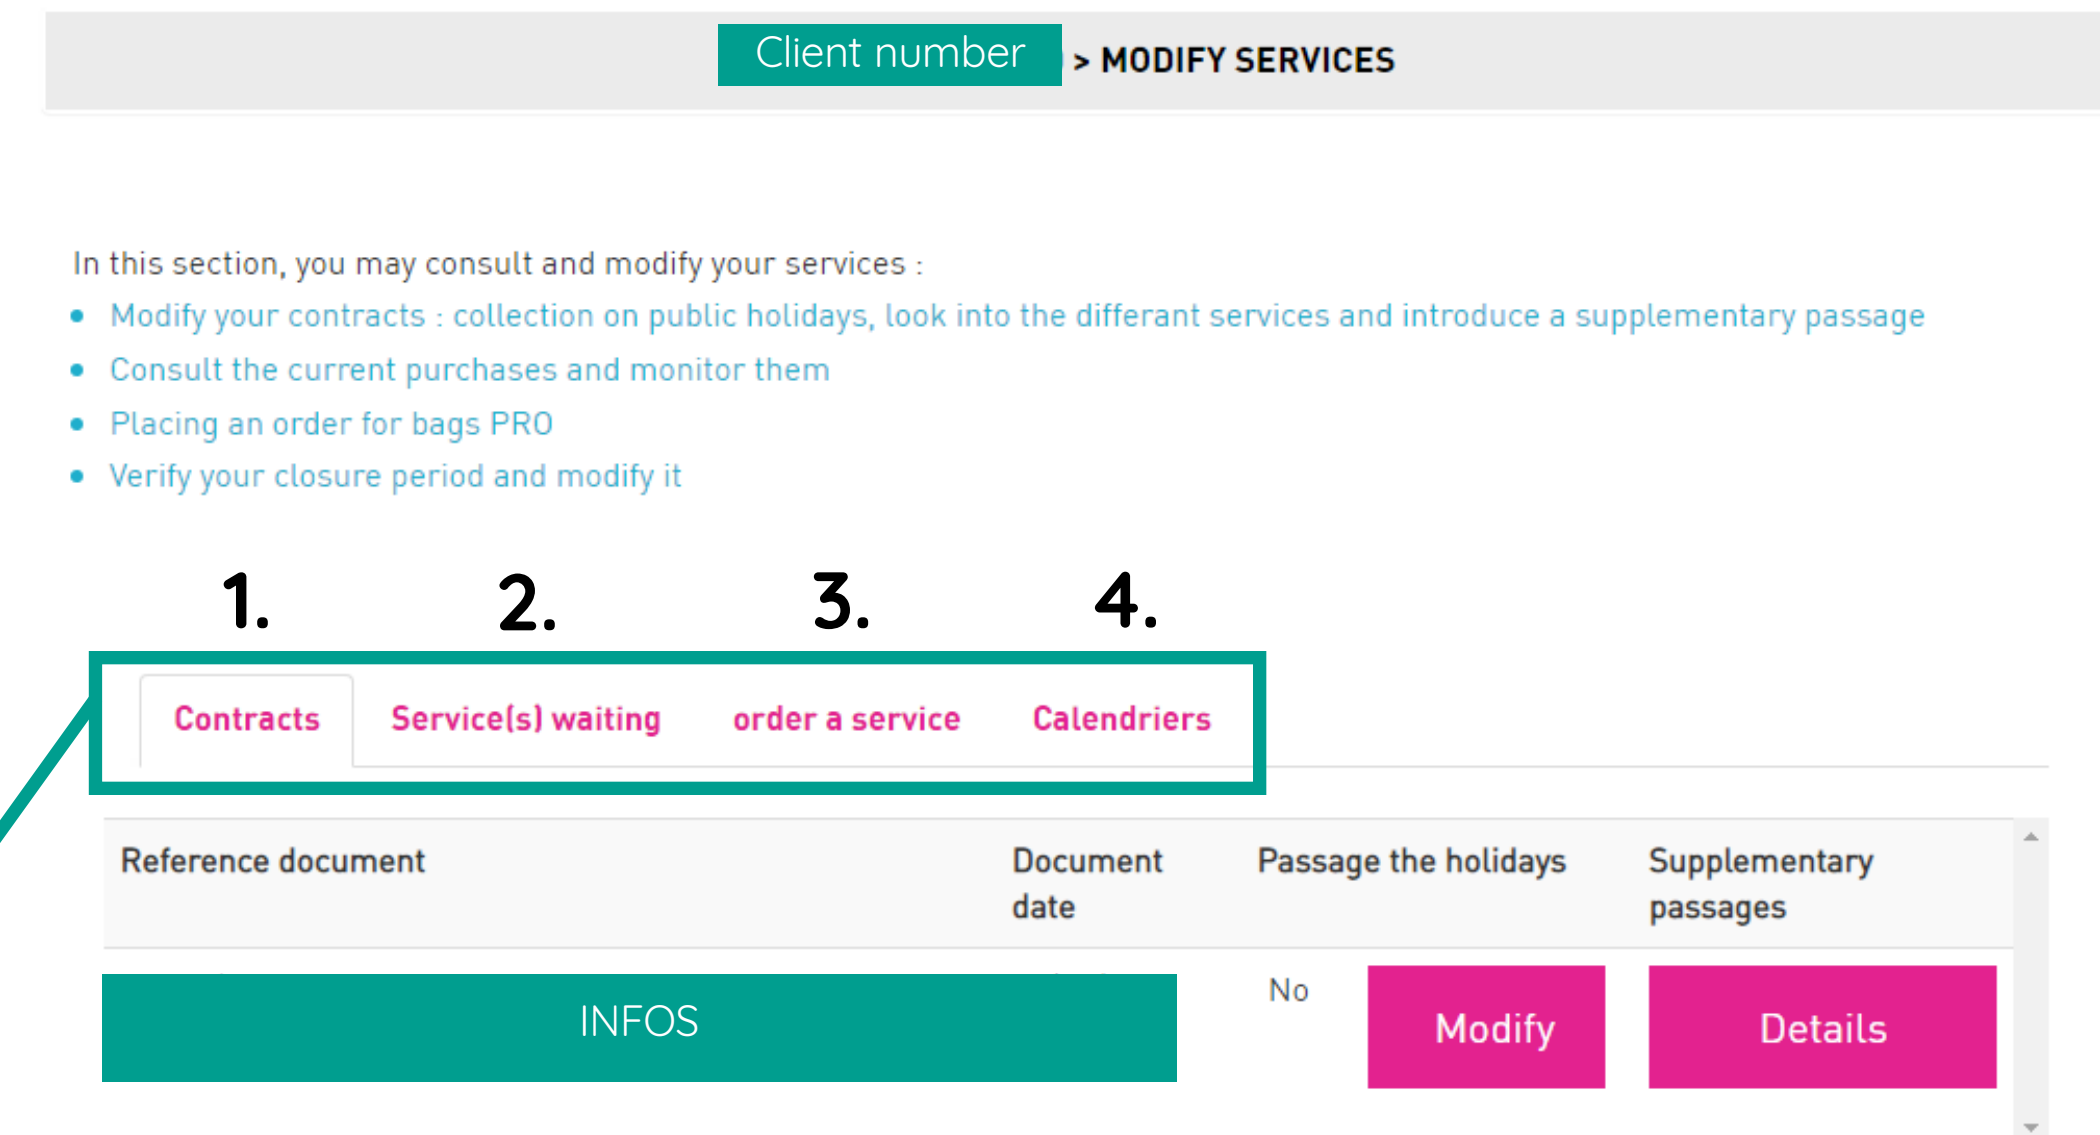 Client number > MODIFY SERVICES
In this section, you may consult and modify your services :
• Modify your contracts : collection on public holidays, look into the differant services and introduce a supplementary passage
• Consult the current purchases and monitor them
• Placing an order for bags PRO
• Verify your closure period and modify it
1. 2. 3. 4.
Contracts Service(s) waiting order a service Calendriers
Reference document Document date Passage the holidays Supplementary passages
INFOS No Modify Details